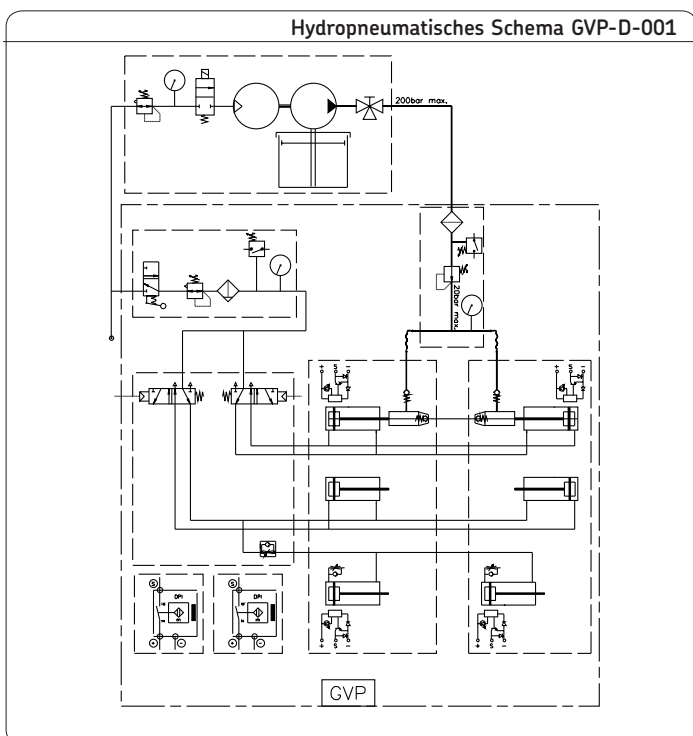 Hydropneumatisches Schema GVP-D-001
200bar max.
20bar max.
+ S −
+ S −
S
DPI
+ −
S
DPI
+ −
+ S −
+ S −
GVP